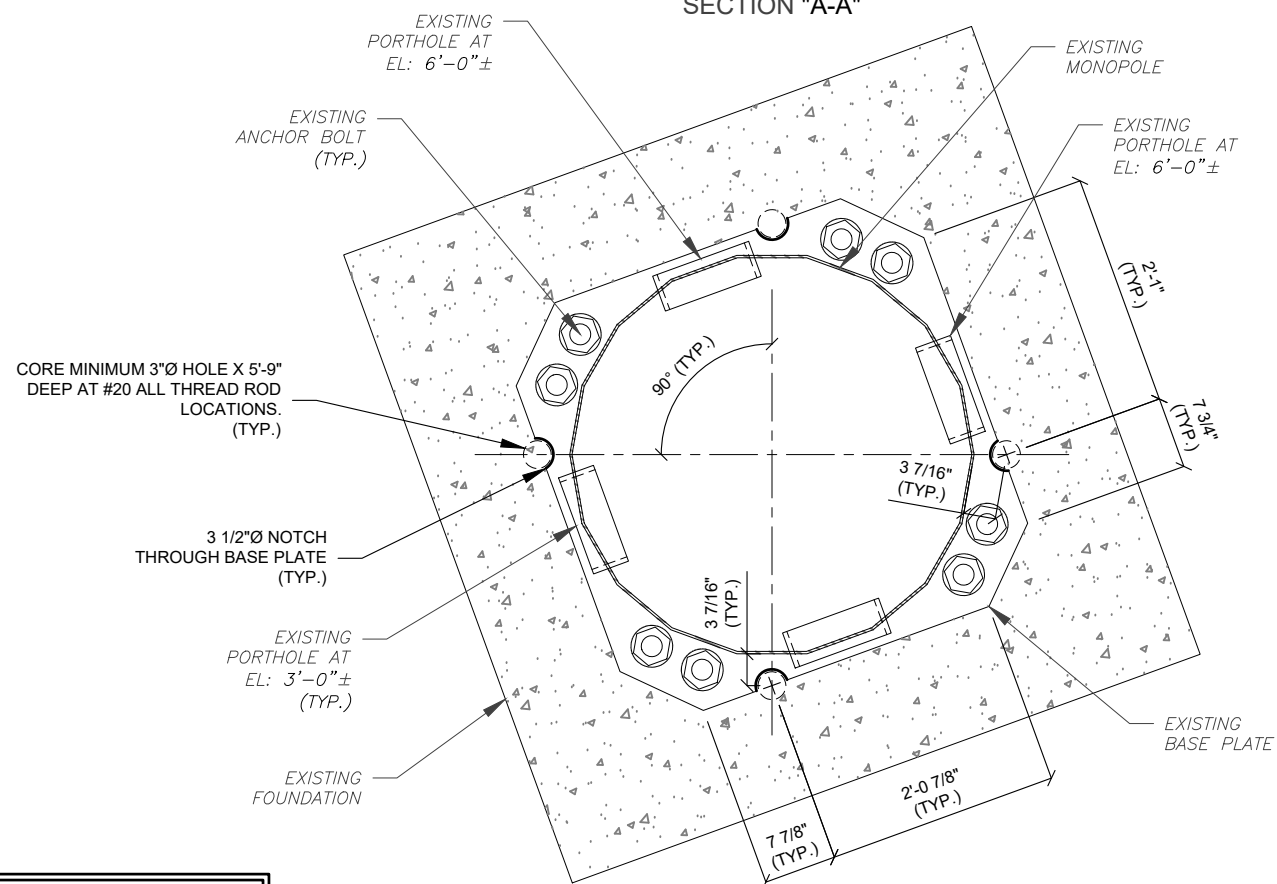 SECTION "A-A"
EXISTING
PORTHOLE AT
EL: 6'-0"±
EXISTING
MONOPOLE
EXISTING
ANCHOR BOLT
(TYP.)
EXISTING
PORTHOLE AT
EL: 6'-0"±
2'-1"
(TYP.)
90° (TYP.)
CORE MINIMUM 3"Ø HOLE X 5'-9"
DEEP AT #20 ALL THREAD ROD
LOCATIONS.
(TYP.)
7 3/4"
(TYP.)
3 7/16"
(TYP.)
3 1/2"Ø NOTCH
THROUGH BASE PLATE
(TYP.)
3 7/16"
(TYP.)
EXISTING
PORTHOLE AT
EL: 3'-0"±
(TYP.)
EXISTING
BASE PLATE
EXISTING
FOUNDATION
2'-0 7/8"
(TYP.)
7 7/8"
(TYP.)